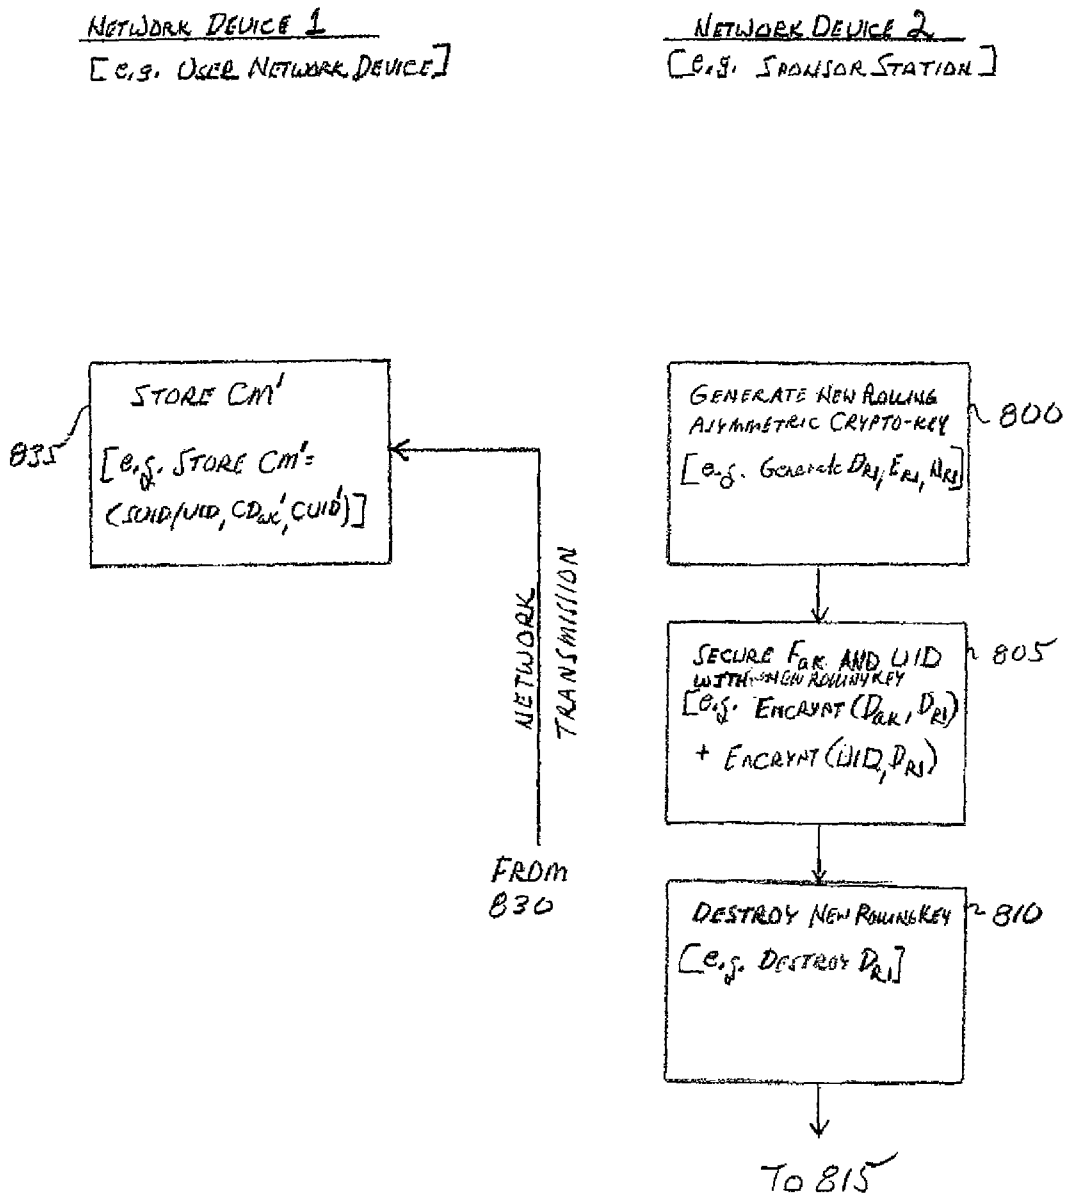 NETWORK DEVICE 1
[e.g. USER NETWORK DEVICE]
NETWORK DEVICE 2
[e.g. SPONSOR STATION]
STORE CM'
[e.g. STORE CM'=
(SUID/UID, CDak', CUID')]
835
NETWORK
TRANSMISSION
FROM
830
GENERATE NEW ROLLING
ASYMMETRIC CRYPTO-KEY
[e.g. Generate DR1, ER1, NR1]
800
SECURE Fak AND UID
WITH NEW ROLLING KEY
[e.g. ENCRYPT (Dak, DR1)
+ ENCRYPT (UID, DR1)
805
DESTROY NEW ROLLING KEY
[e.g. DESTROY DR1]
810
TO 815